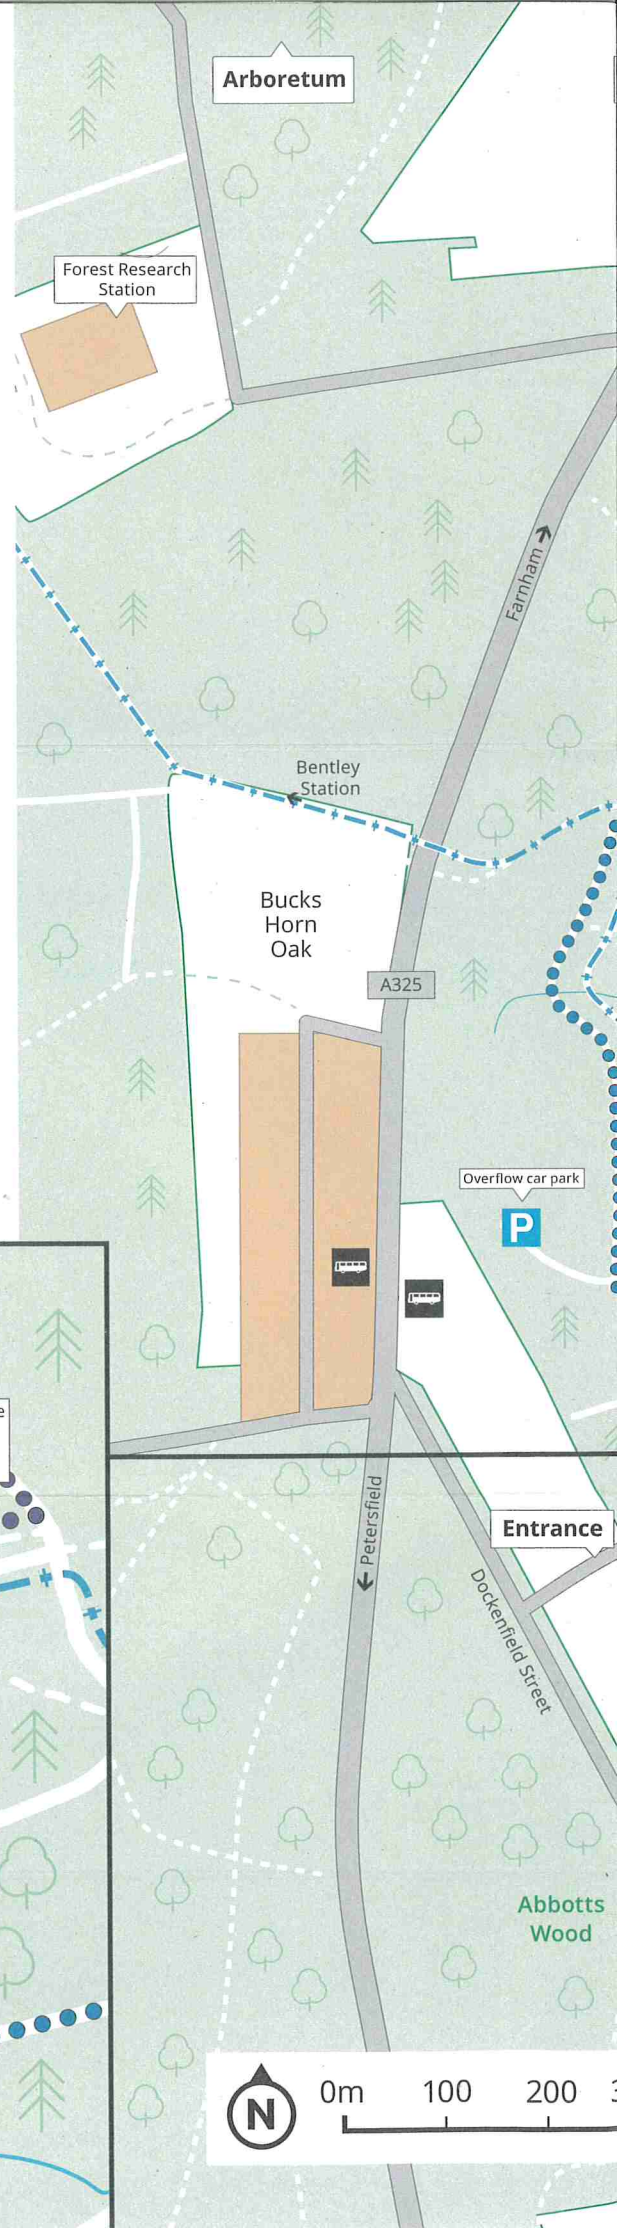 Arboretum
Forest Research
Station
Farnham
Bentley
Station
Bucks
Horn
Oak
A325
Overflow car park
P
Petersfield
Entrance
Dockenfield Street
Abbotts
Wood
N
0m 100 200